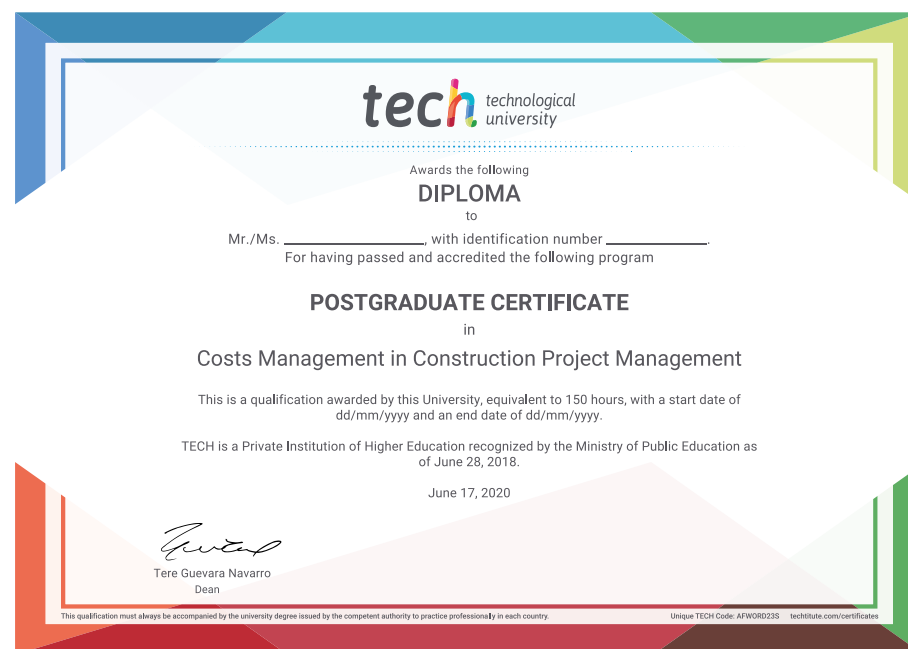 tech technological
university
Awards the following
DIPLOMA
to
Mr./Ms. ____________________, with identification number _______________.
For having passed and accredited the following program
POSTGRADUATE CERTIFICATE
in
Costs Management in Construction Project Management
This is a qualification awarded by this University, equivalent to 150 hours, with a start date of
dd/mm/yyyy and an end date of dd/mm/yyyy.
TECH is a Private Institution of Higher Education recognized by the Ministry of Public Education as
of June 28, 2018.
June 17, 2020
Tere Guevara Navarro
Dean
This qualification must always be accompanied by the university degree issued by the competent authority to practice professionally in each country. Unique TECH Code: AFWORD23S techtitute.com/certificates